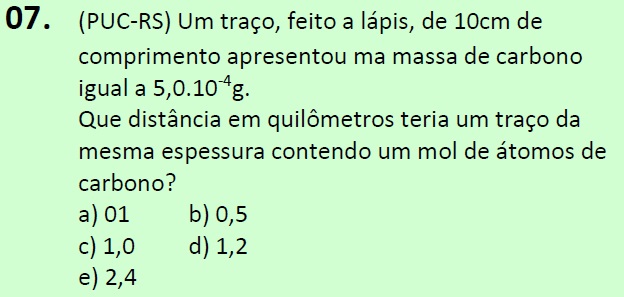 07. (PUC-RS) Um traço, feito a lápis, de 10cm de
comprimento apresentou ma massa de carbono
igual a 5,0.10⁻⁴g.
Que distância em quilômetros teria um traço da
mesma espessura contendo um mol de átomos de
carbono?
a) 01 b) 0,5
c) 1,0 d) 1,2
e) 2,4